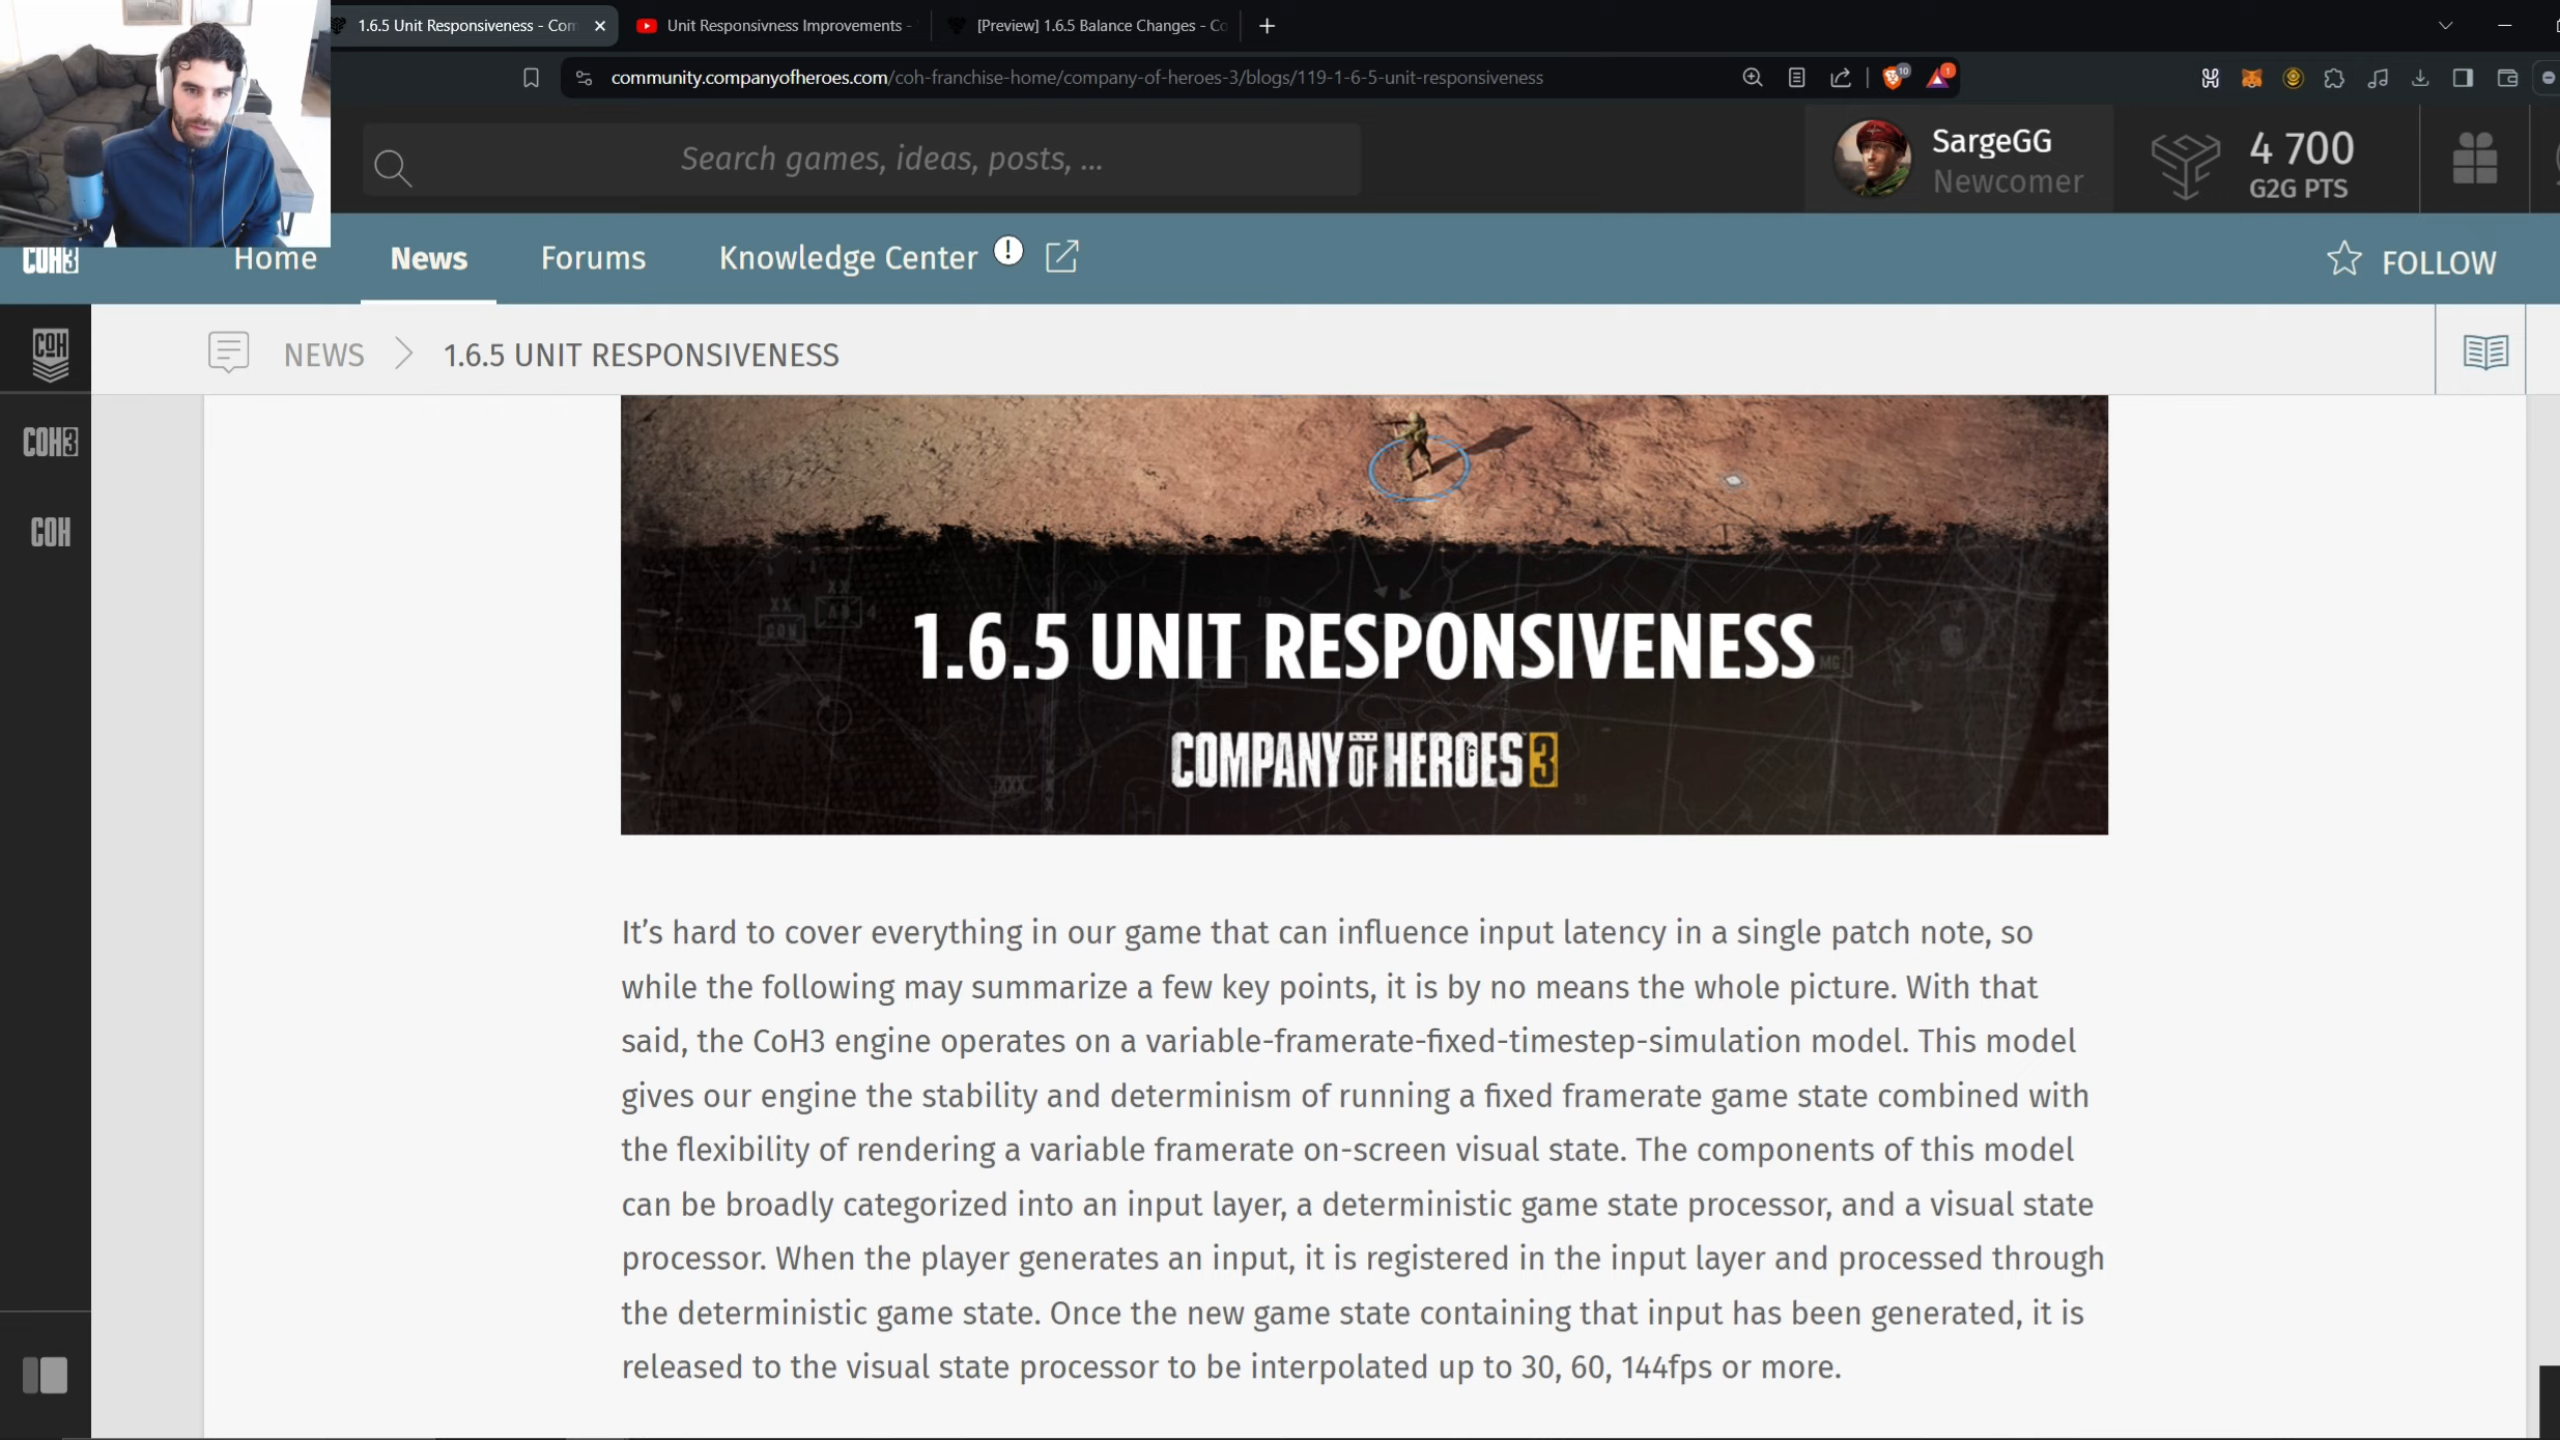 1.6.5 Unit Responsiveness - Com
Unit Responsivness Improvements -
[Preview] 1.6.5 Balance Changes - Co
community.companyofheroes.com/coh-franchise-home/company-of-heroes-3/blogs/119-1-6-5-unit-responsiveness
10
1
Search games, ideas, posts, ...
SargeGG
Newcomer
4 700
G2G PTS
COH3
Home
News
Forums
Knowledge Center
!
FOLLOW
COH
NEWS
1.6.5 UNIT RESPONSIVENESS
COH3
COH
1.6.5 UNIT RESPONSIVENESS
COMPANY OF HEROES 3
It’s hard to cover everything in our game that can influence input latency in a single patch note, so
while the following may summarize a few key points, it is by no means the whole picture. With that
said, the CoH3 engine operates on a variable-framerate-fixed-timestep-simulation model. This model
gives our engine the stability and determinism of running a fixed framerate game state combined with
the flexibility of rendering a variable framerate on-screen visual state. The components of this model
can be broadly categorized into an input layer, a deterministic game state processor, and a visual state
processor. When the player generates an input, it is registered in the input layer and processed through
the deterministic game state. Once the new game state containing that input has been generated, it is
released to the visual state processor to be interpolated up to 30, 60, 144fps or more.